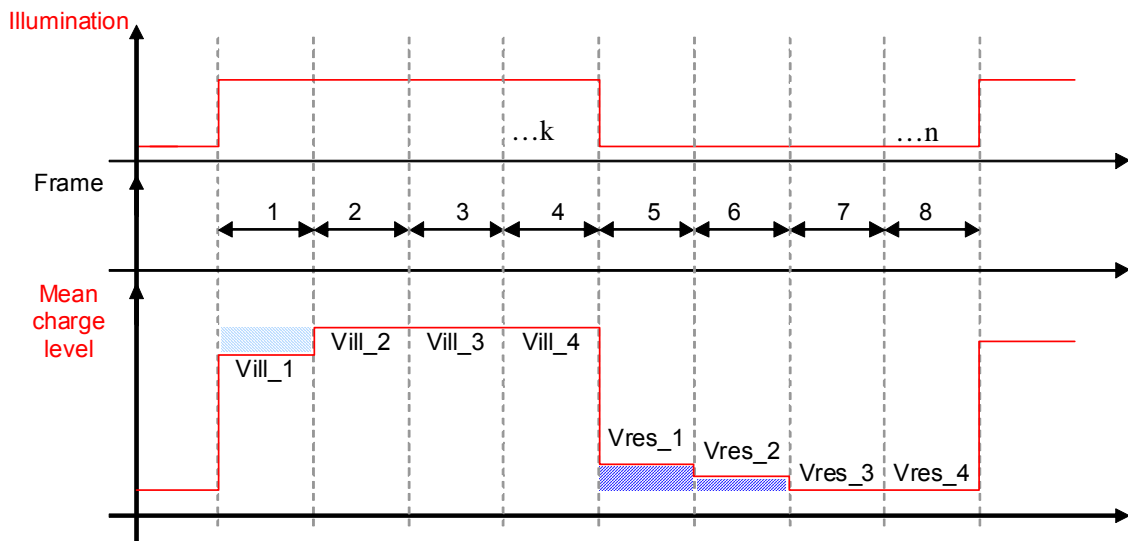 Illumination
…k
…n
Frame
1 2 3 4 5 6 7 8
Mean
charge
level
Vill_1
Vill_2
Vill_3
Vill_4
Vres_1
Vres_2
Vres_3
Vres_4